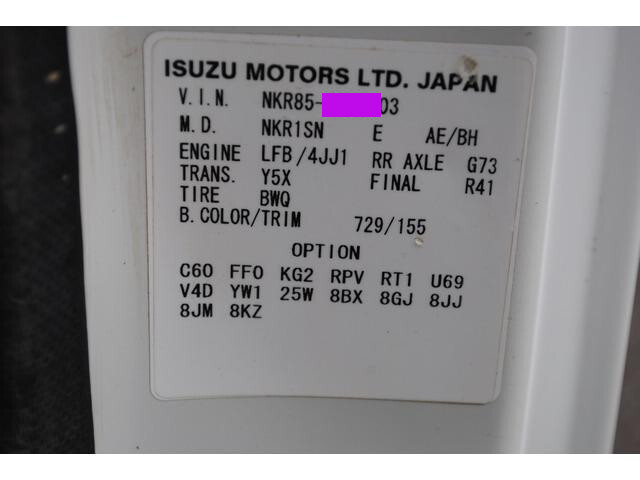 ISUZU MOTORS LTD. JAPAN
V.I.N. NKR85- 03
M.D. NKR1SN E AE/BH
ENGINE LFB/4JJ1 RR AXLE G73
TRANS. Y5X FINAL R41
TIRE BWQ
B.COLOR/TRIM 729/155
OPTION
C60 FF0 KG2 RPV RT1 U69
V4D YW1 25W 8BX 8GJ 8JJ
8JM 8KZ